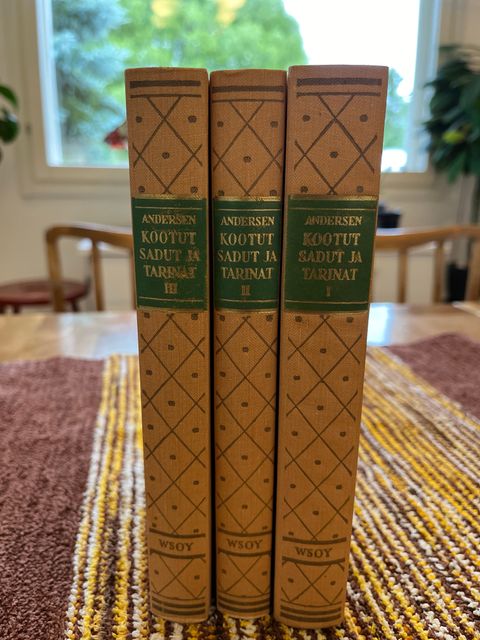 ANDERSEN
KOOTUT
SADUT JA
TARINAT
III
WSOY
ANDERSEN
KOOTUT
SADUT JA
TARINAT
II
WSOY
ANDERSEN
KOOTUT
SADUT JA
TARINAT
I
WSOY